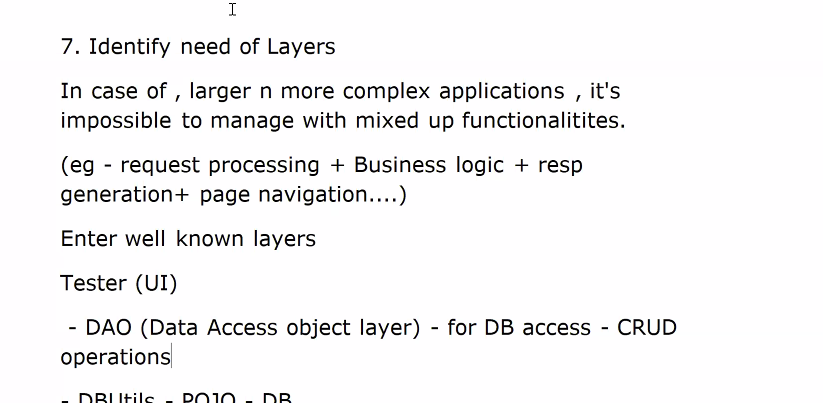 7. Identify need of Layers
In case of , larger n more complex applications , it's
impossible to manage with mixed up functionalitites.
(eg - request processing + Business logic + resp
generation+ page navigation....)
Enter well known layers
Tester (UI)
- DAO (Data Access object layer) - for DB access - CRUD
operations
- DBUtils - POJO - DB